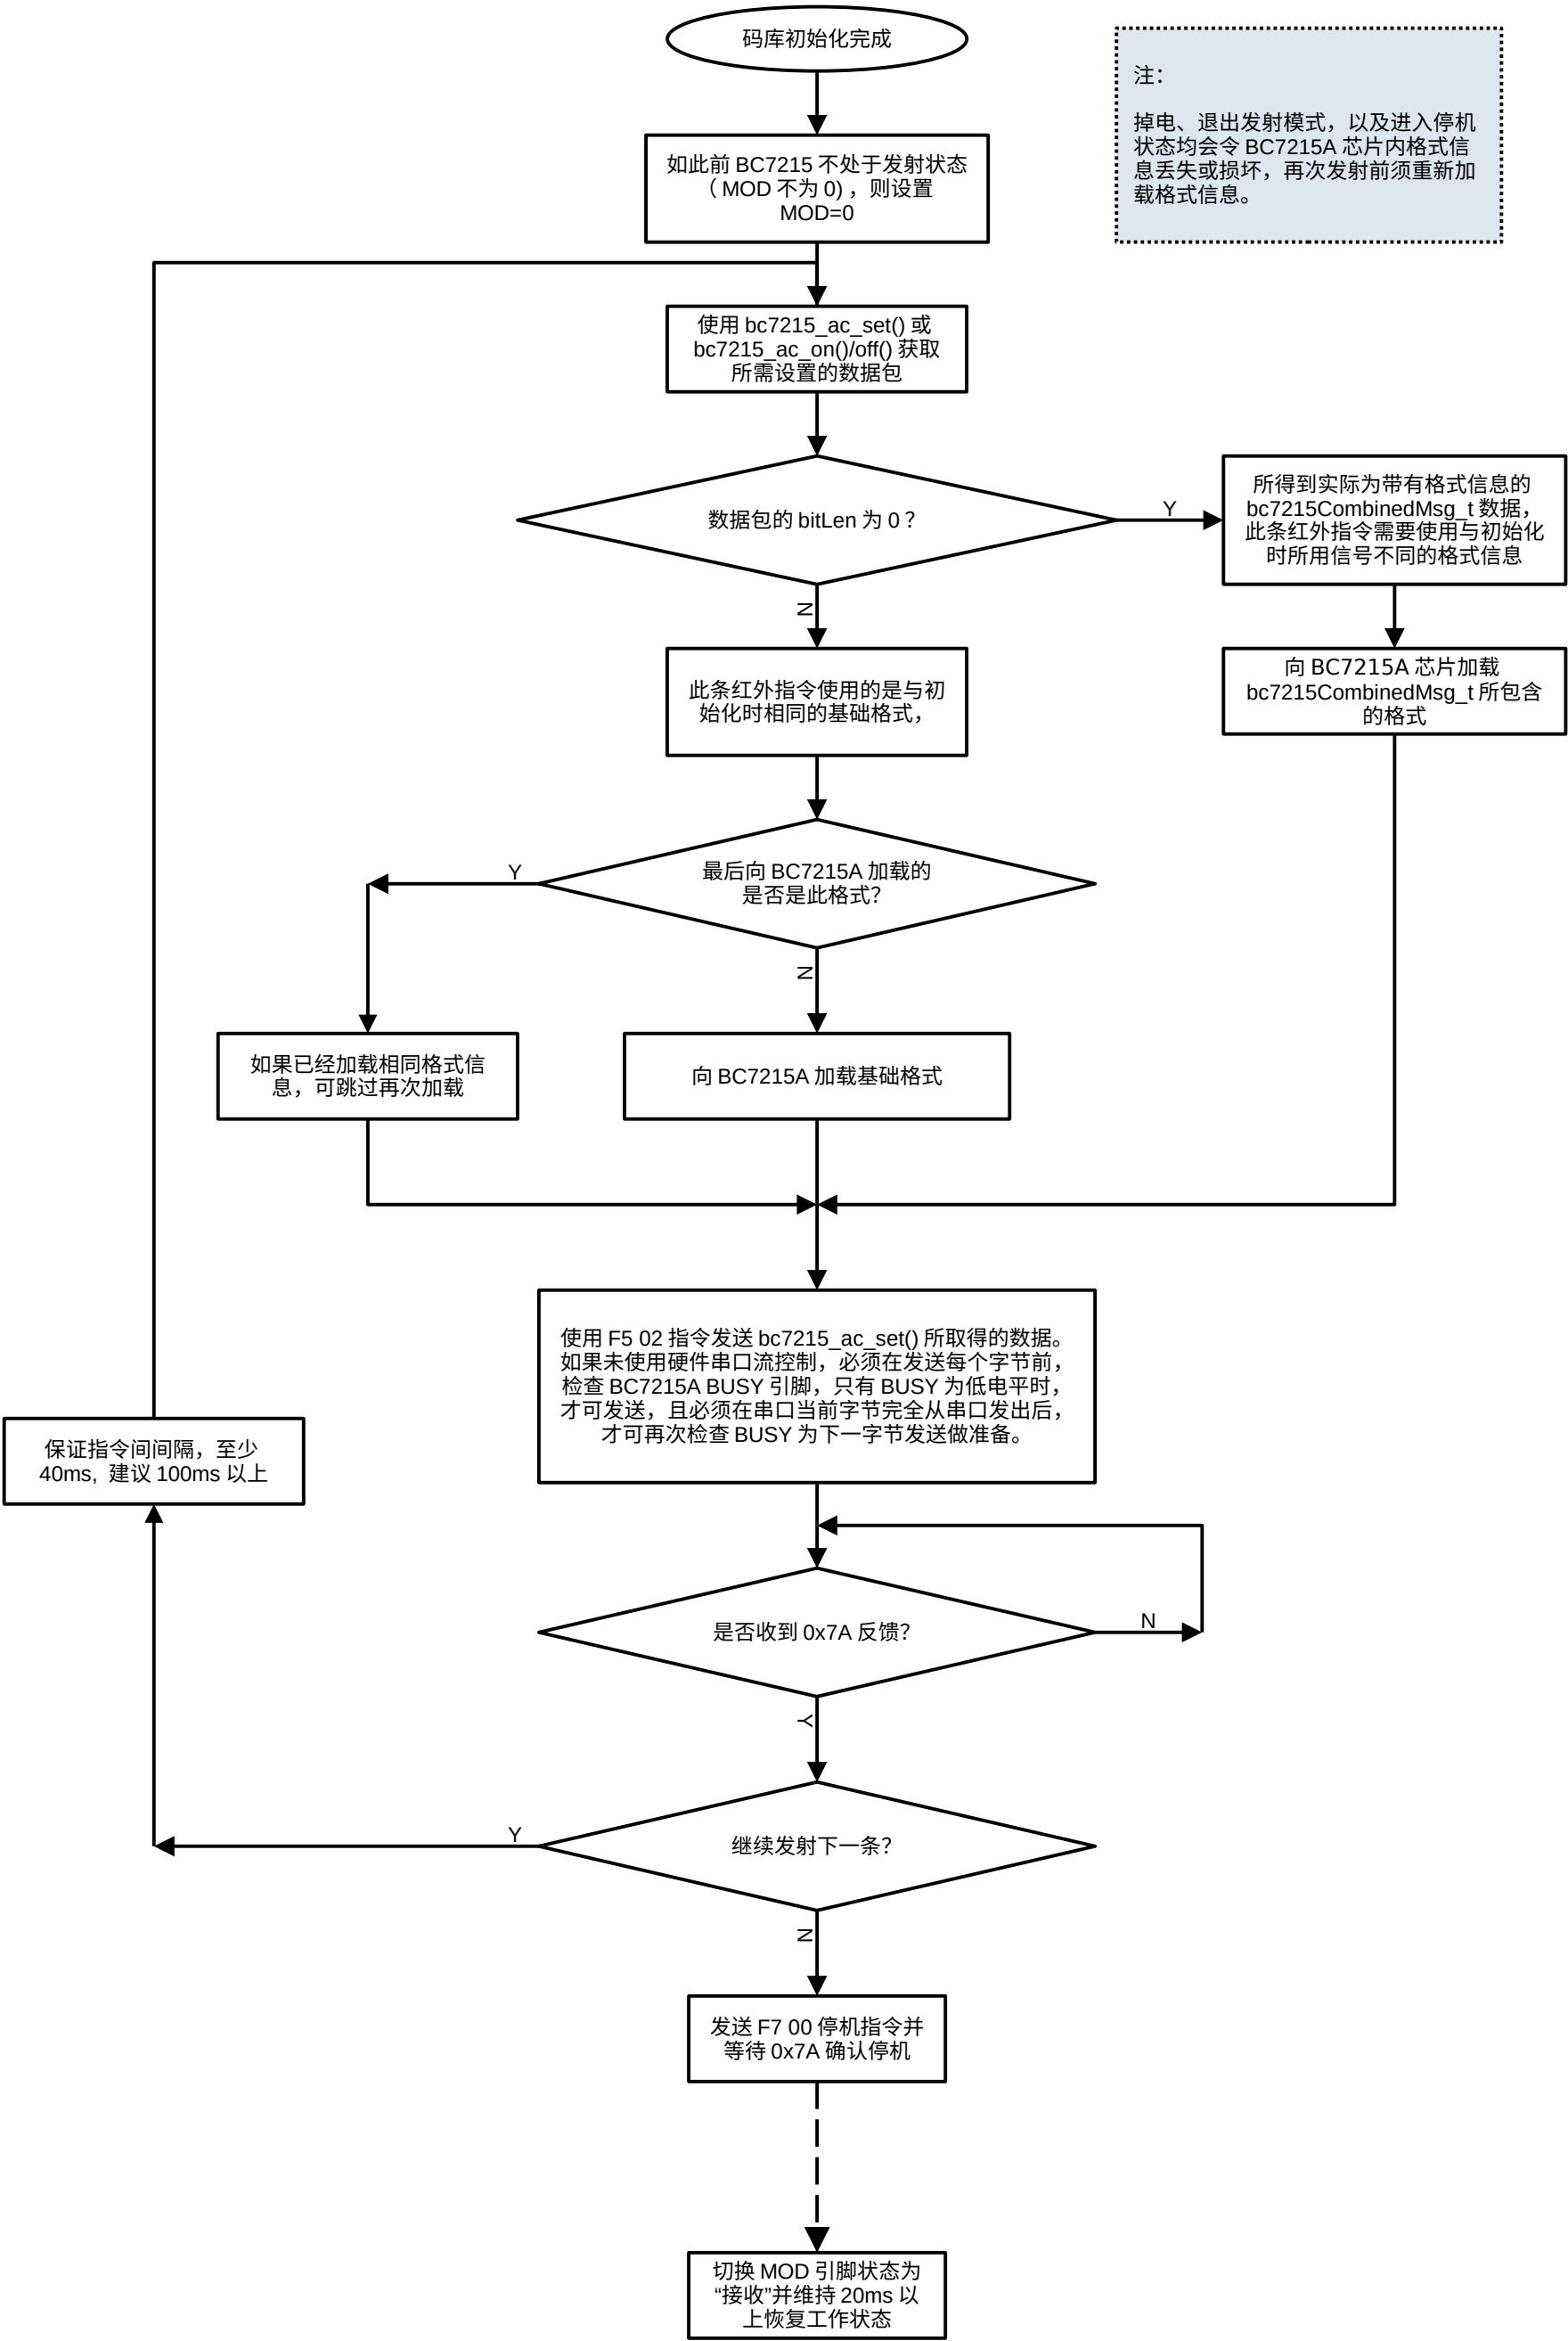 码库初始化完成
注：
掉电、退出发射模式，以及进入停机
状态均会令 BC7215A 芯片内格式信
息丢失或损坏，再次发射前须重新加
载格式信息。
如此前 BC7215 不处于发射状态
（ MOD 不为 0) ，则设置
MOD=0
使用 bc7215_ac_set() 或
bc7215_ac_on()/off() 获取
所需设置的数据包
数据包的 bitLen 为 0 ？
Y
所得到实际为带有格式信息的
bc7215CombinedMsg_t 数据，
此条红外指令需要使用与初始化
时所用信号不同的格式信息
N
此条红外指令使用的是与初
始化时相同的基础格式，
向 BC7215A 芯片加载
bc7215CombinedMsg_t 所包含
的格式
最后向 BC7215A 加载的
是否是此格式？
Y
N
如果已经加载相同格式信
息，可跳过再次加载
向 BC7215A 加载基础格式
使用 F5 02 指令发送 bc7215_ac_set() 所取得的数据。
如果未使用硬件串口流控制，必须在发送每个字节前，
检查 BC7215A BUSY 引脚，只有 BUSY 为低电平时，
才可发送，且必须在串口当前字节完全从串口发出后，
才可再次检查 BUSY 为下一字节发送做准备。
保证指令间间隔，至少
40ms, 建议 100ms 以上
是否收到 0x7A 反馈？
N
Y
继续发射下一条？
Y
N
发送 F7 00 停机指令并
等待 0x7A 确认停机
切换 MOD 引脚状态为
“接收”并维持 20ms 以
上恢复工作状态